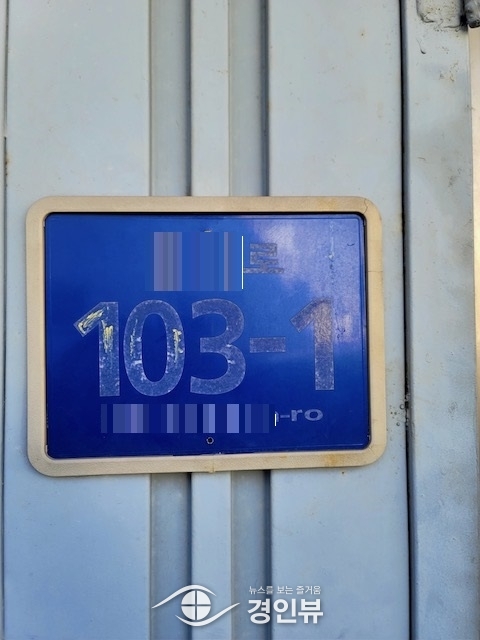 로
103-1
-ro
뉴스를 보는 즐거움
경인뷰